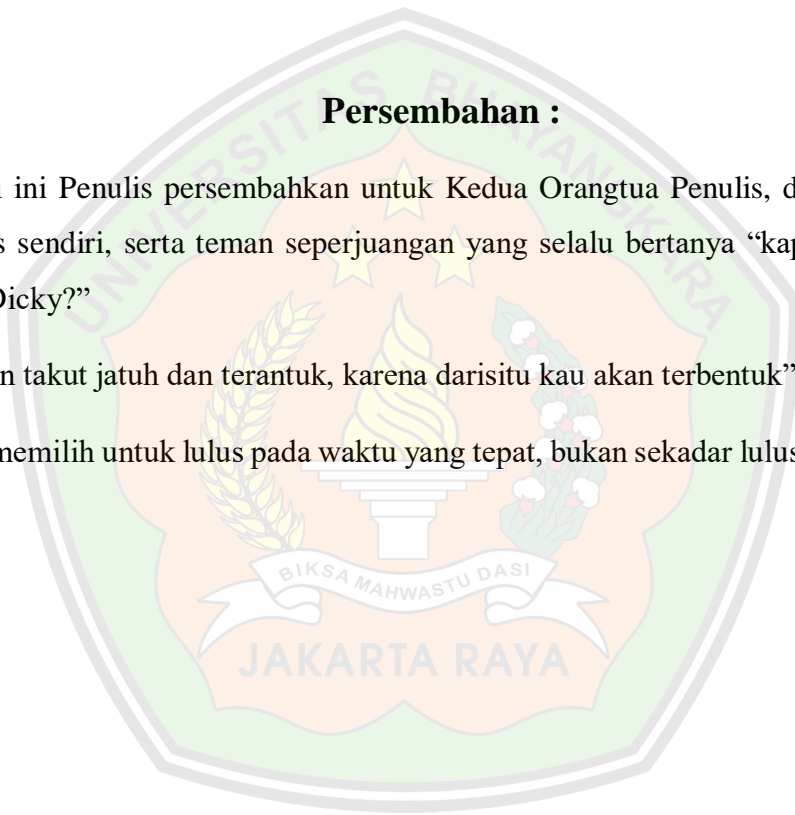 Persembahan :
i ini Penulis persembahkan untuk Kedua Orangtua Penulis, d
s sendiri, serta teman seperjuangan yang selalu bertanya “kap
Dicky?”
n takut jatuh dan terantuk, karena darisitu kau akan terbentuk”
memilih untuk lulus pada waktu yang tepat, bukan sekadar lulus
UNIVERSITAS BHAYANGKARA
BIKSA MAHWASTU DASI
JAKARTA RAYA